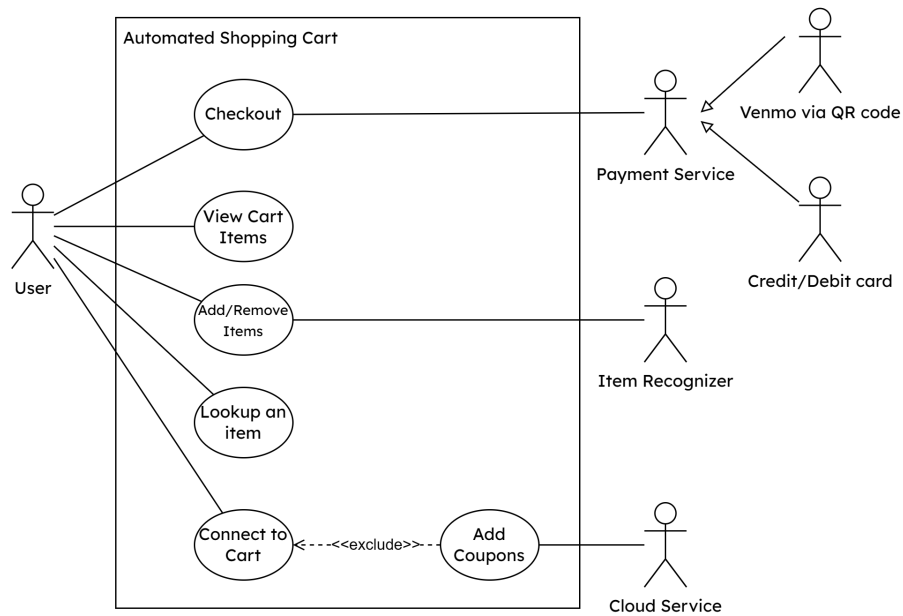 Automated Shopping Cart
Checkout
View Cart
Items
Add/Remove
Items
Lookup an
item
Connect to
Cart
<<exclude>>
Add
Coupons
User
Payment Service
Venmo via QR code
Credit/Debit card
Item Recognizer
Cloud Service